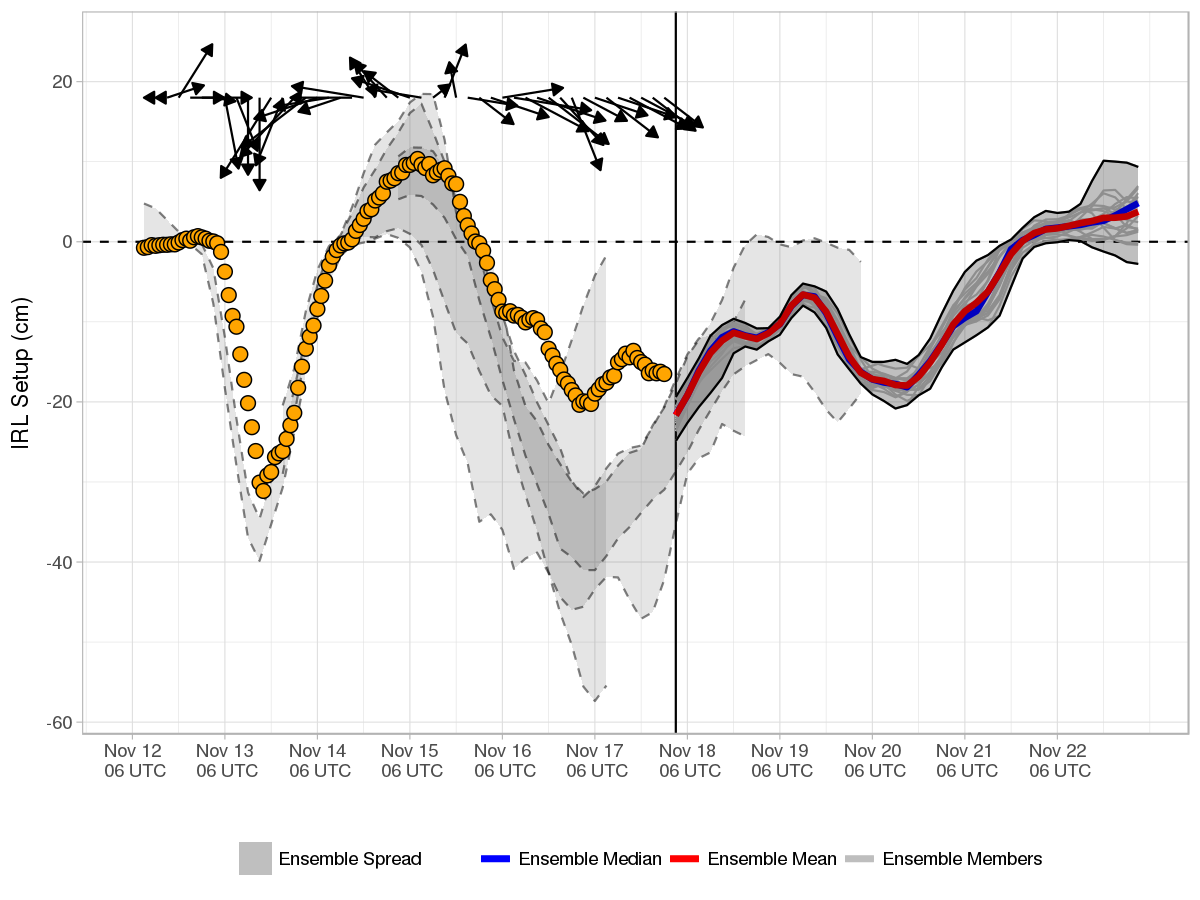 IRL Setup (cm)
20
0
-20
-40
-60
Nov 12 Nov 13 Nov 14 Nov 15 Nov 16 Nov 17 Nov 18 Nov 19 Nov 20 Nov 21 Nov 22
06 UTC 06 UTC 06 UTC 06 UTC 06 UTC 06 UTC 06 UTC 06 UTC 06 UTC 06 UTC 06 UTC
Ensemble Spread Ensemble Median Ensemble Mean Ensemble Members